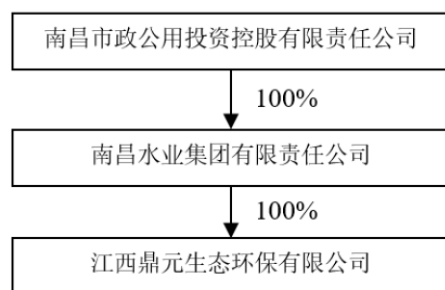 南昌市政公用投资控股有限责任公司
100%
南昌水业集团有限责任公司
100%
江西鼎元生态环保有限公司